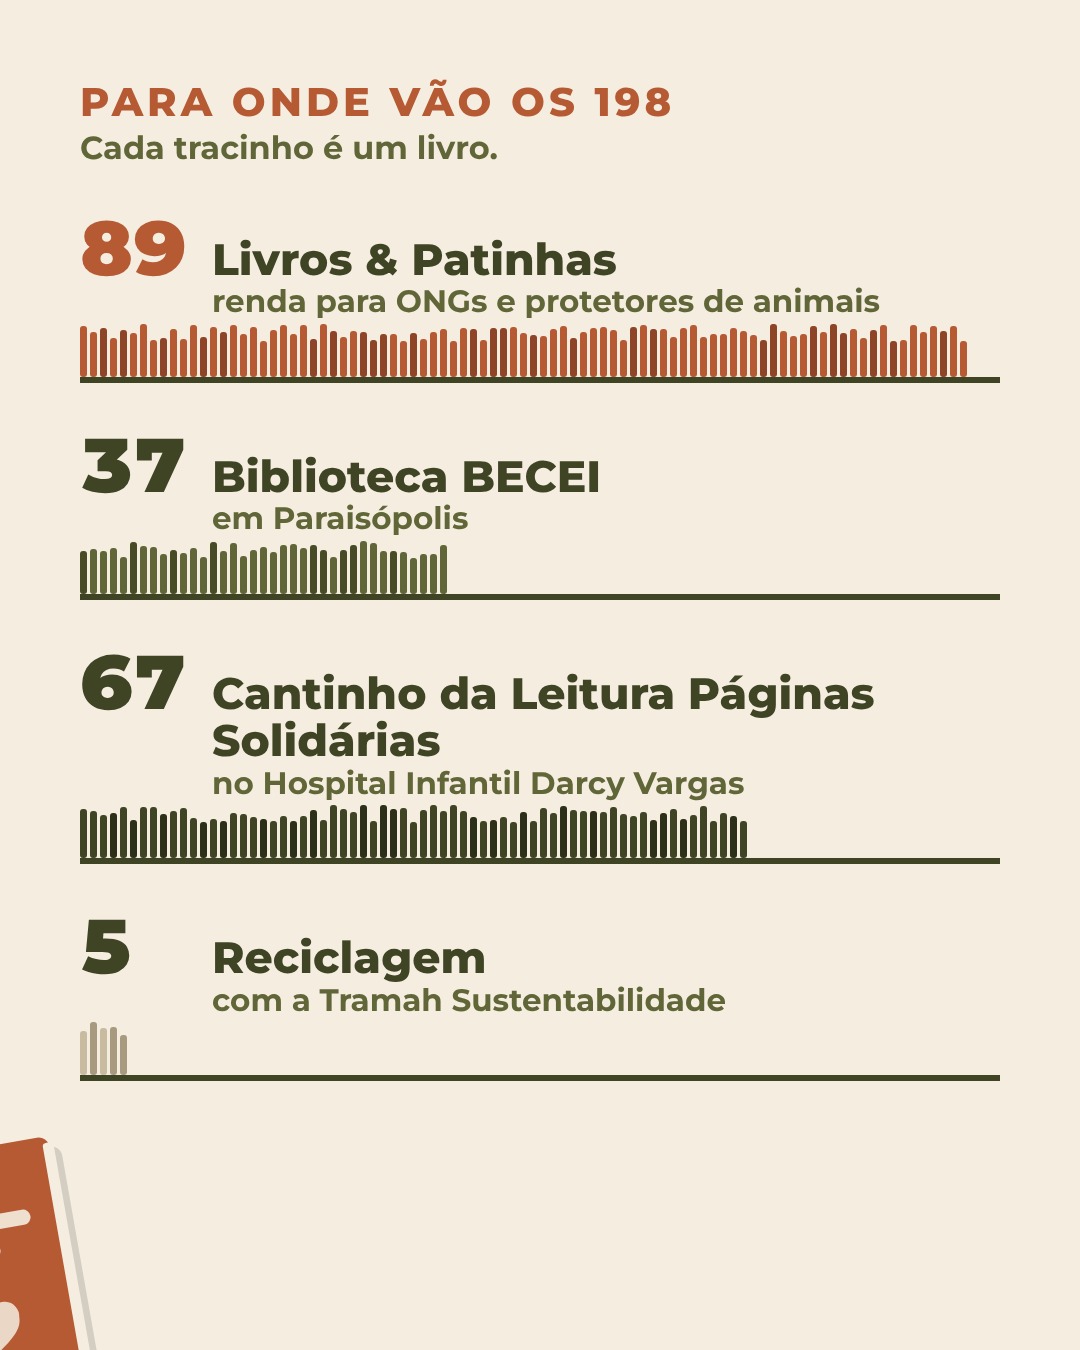 PARA ONDE VÃO OS 198
Cada tracinho é um livro.
89 Livros & Patinhas
renda para ONGs e protetores de animais
37 Biblioteca BECEI
em Paraisópolis
67 Cantinho da Leitura Páginas
Solidárias
no Hospital Infantil Darcy Vargas
5 Reciclagem
com a Tramah Sustentabilidade